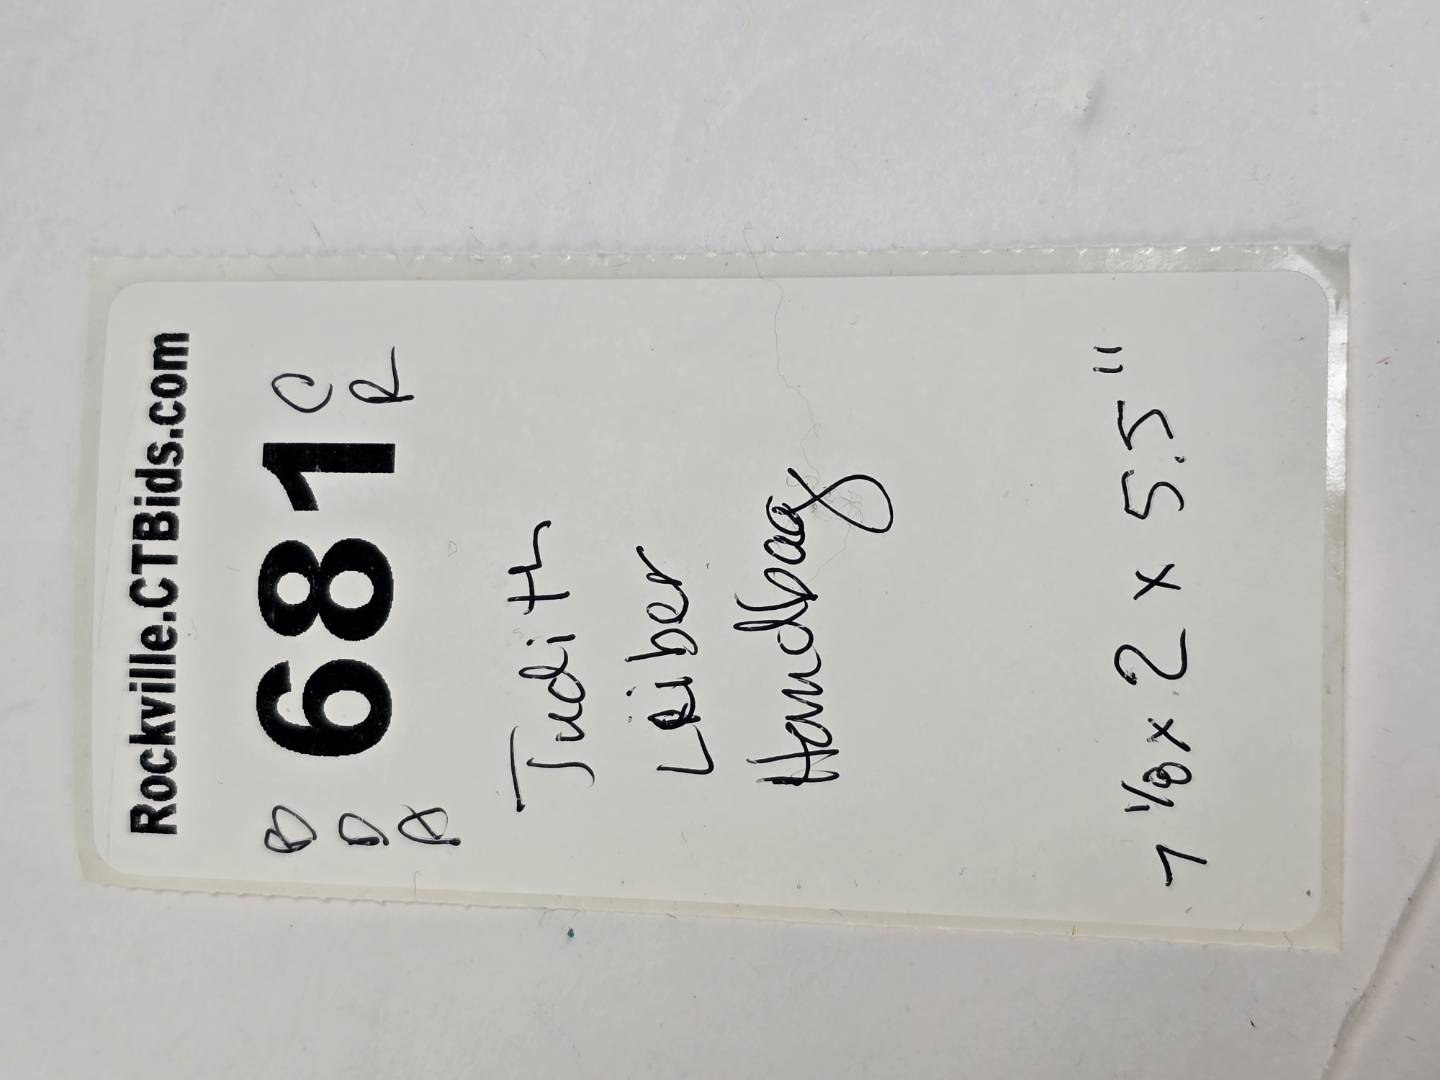 Rockville.CTBids.com
B 681 C
D R
A
Judith
Leiber
Handbag
7 1/8 x 2 x 5.5"